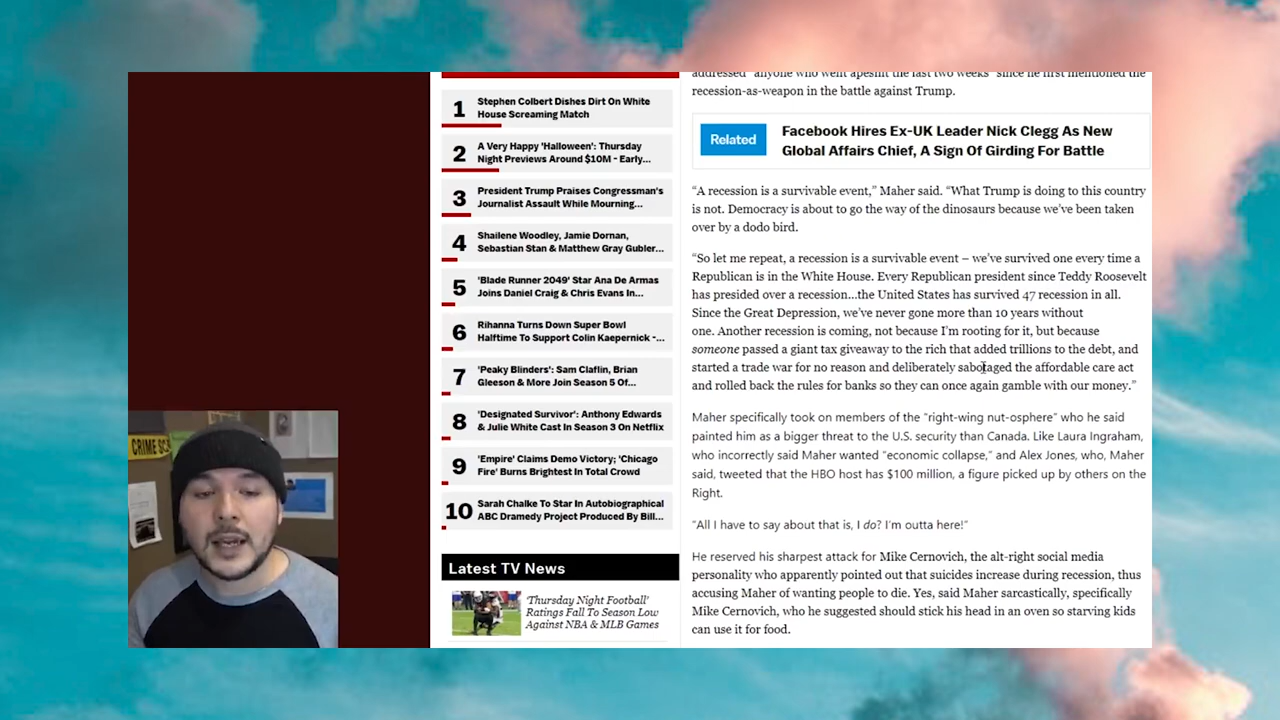 CRIME SC
1
Stephen Colbert Dishes Dirt On White
House Screaming Match
2
A Very Happy 'Halloween': Thursday
Night Previews Around $10M - Early...
3
President Trump Praises Congressman's
Journalist Assault While Mourning...
4
Shailene Woodley, Jamie Dornan,
Sebastian Stan & Matthew Gray Gubler...
5
'Blade Runner 2049' Star Ana De Armas
Joins Daniel Craig & Chris Evans In...
6
Rihanna Turns Down Super Bowl
Halftime To Support Colin Kaepernick -...
7
'Peaky Blinders': Sam Claflin, Brian
Gleeson & More Join Season 5 Of...
8
'Designated Survivor': Anthony Edwards
& Julie White Cast In Season 3 On Netflix
9
'Empire' Claims Demo Victory; 'Chicago
Fire' Burns Brightest In Total Crowd
10
Sarah Chalke To Star In Autobiographical
ABC Dramedy Project Produced By Bill...
Latest TV News
'Thursday Night Football'
Ratings Fall To Season Low
Against NBA & MLB Games
addressed "anyone who went apeshit the last two weeks" since he first mentioned the
recession-as-weapon in the battle against Trump.
Related
Facebook Hires Ex-UK Leader Nick Clegg As New
Global Affairs Chief, A Sign Of Girding For Battle
“A recession is a survivable event,” Maher said. “What Trump is doing to this country
is not. Democracy is about to go the way of the dinosaurs because we’ve been taken
over by a dodo bird.
“So let me repeat, a recession is a survivable event – we’ve survived one every time a
Republican is in the White House. Every Republican president since Teddy Roosevelt
has presided over a recession…the United States has survived 47 recession in all.
Since the Great Depression, we’ve never gone more than 10 years without
one. Another recession is coming, not because I’m rooting for it, but because
someone passed a giant tax giveaway to the rich that added trillions to the debt, and
started a trade war for no reason and deliberately sabotaged the affordable care act
and rolled back the rules for banks so they can once again gamble with our money.”
Maher specifically took on members of the “right-wing nut-osphere” who he said
painted him as a bigger threat to the U.S. security than Canada. Like Laura Ingraham,
who incorrectly said Maher wanted “economic collapse,” and Alex Jones, who, Maher
said, tweeted that the HBO host has $100 million, a figure picked up by others on the
Right.
“All I have to say about that is, I do? I’m outta here!”
He reserved his sharpest attack for Mike Cernovich, the alt-right social media
personality who apparently pointed out that suicides increase during recession, thus
accusing Maher of wanting people to die. Yes, said Maher sarcastically, specifically
Mike Cernovich, who he suggested should stick his head in an oven so starving kids
can use it for food.